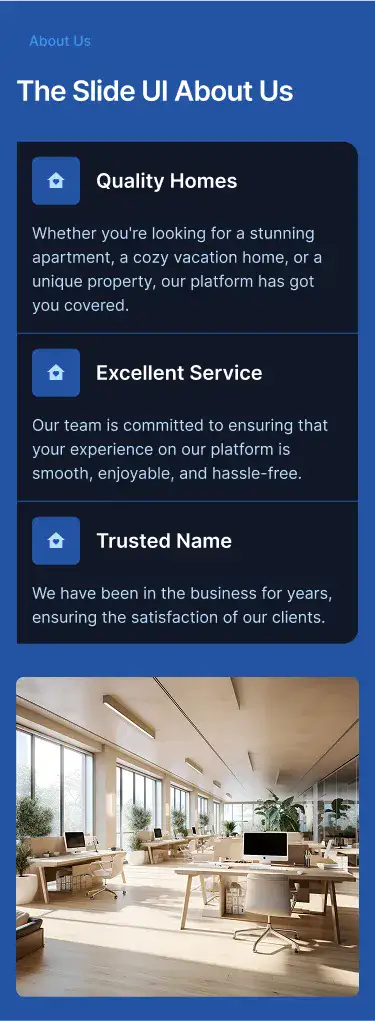 About Us
The Slide UI About Us
Quality Homes
Whether you're looking for a stunning
apartment, a cozy vacation home, or a
unique property, our platform has got
you covered.
Excellent Service
Our team is committed to ensuring that
your experience on our platform is
smooth, enjoyable, and hassle-free.
Trusted Name
We have been in the business for years,
ensuring the satisfaction of our clients.